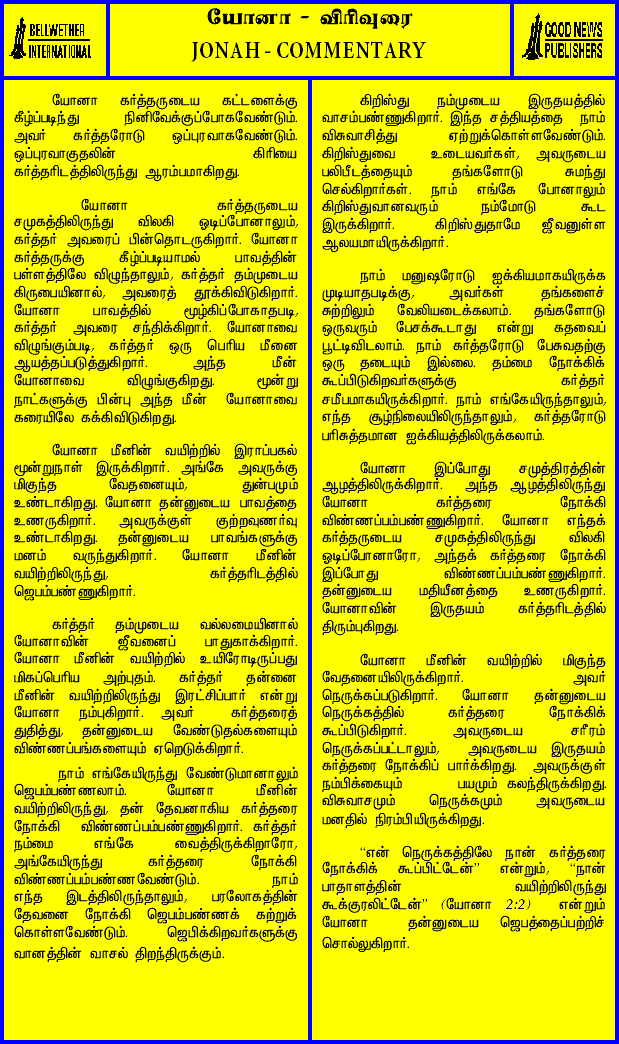 யோனா - விரிவுரை
BELLWETHER
INTERNATIONAL
JONAH - COMMENTARY
GOOD NEWS
PUBLISHERS
யோனா கர்த்தருடைய கட்டளைக்கு
கீழ்ப்படிந்து நினிவேக்குப்போகவேண்டும்.
அவர் கர்த்தரோடு ஒப்புரவாகவேண்டும்.
ஒப்புரவாகுதலின் கிரியை
கர்த்தரிடத்திலிருந்து ஆரம்பமாகிறது.
யோனா கர்த்தருடைய
சமுகத்திலிருந்து விலகி ஓடிப்போனாலும்,
கர்த்தர் அவரைப் பின்தொடருகிறார். யோனா
கர்த்தருக்கு கீழ்ப்படியாமல் பாவத்தின்
பள்ளத்திலே விழுந்தாலும், கர்த்தர் தம்முடைய
கிருபையினால், அவரைத் தூக்கிவிடுகிறார்.
யோனா பாவத்தில் மூழ்கிப்போகாதபடி,
கர்த்தர் அவரை சந்திக்கிறார். யோனாவை
விழுங்கும்படி, கர்த்தர் ஒரு பெரிய மீனை
ஆயத்தப்படுத்துகிறார். அந்த மீன்
யோனாவை விழுங்குகிறது. மூன்று
நாட்களுக்கு பின்பு அந்த மீன் யோனாவை
கரையிலே கக்கிவிடுகிறது.
யோனா மீனின் வயிற்றில் இராப்பகல்
மூன்றுநாள் இருக்கிறார். அங்கே அவருக்கு
மிகுந்த வேதனையும், துன்பமும்
உண்டாகிறது. யோனா தன்னுடைய பாவத்தை
உணருகிறார். அவருக்குள் குற்றவுணர்வு
உண்டாகிறது. தன்னுடைய பாவங்களுக்கு
மனம் வருந்துகிறார். யோனா மீனின்
வயிற்றிலிருந்து, கர்த்தரிடத்தில்
ஜெபம்பண்ணுகிறார்.
கர்த்தர் தம்முடைய வல்லமையினால்
யோனாவின் ஜீவனைப் பாதுகாக்கிறார்.
யோனா மீனின் வயிற்றில் உயிரோடிருப்பது
மிகப்பெரிய அற்புதம். கர்த்தர் தன்னை
மீனின் வயிற்றிலிருந்து இரட்சிப்பார் என்று
யோனா நம்புகிறார். அவர் கர்த்தரைத்
துதித்து, தன்னுடைய வேண்டுதல்களையும்
விண்ணப்பங்களையும் ஏறெடுக்கிறார்.
நாம் எங்கேயிருந்து வேண்டுமானாலும்
ஜெபம்பண்ணலாம். யோனா மீனின்
வயிற்றிலிருந்து, தன் தேவனாகிய கர்த்தரை
நோக்கி விண்ணப்பம்பண்ணுகிறார். கர்த்தர்
நம்மை எங்கே வைத்திருக்கிறாரோ,
அங்கேயிருந்து கர்த்தரை நோக்கி
விண்ணப்பம்பண்ணவேண்டும். நாம்
எந்த இடத்திலிருந்தாலும், பரலோகத்தின்
தேவனை நோக்கி ஜெபம்பண்ணக் கற்றுக்
கொள்ளவேண்டும். ஜெபிக்கிறவர்களுக்கு
வானத்தின் வாசல் திறந்திருக்கும்.
கிறிஸ்து நம்முடைய இருதயத்தில்
வாசம்பண்ணுகிறார். இந்த சத்தியத்தை நாம்
விசுவாசித்து ஏற்றுக்கொள்ளவேண்டும்.
கிறிஸ்துவை உடையவர்கள், அவருடைய
பலிபீடத்தையும் தங்களோடு சுமந்து
செல்கிறார்கள். நாம் எங்கே போனாலும்
கிறிஸ்துவானவரும் நம்மோடு கூட
இருக்கிறார். கிறிஸ்துதாமே ஜீவனுள்ள
ஆலயமாயிருக்கிறார்.
நாம் மனுஷரோடு ஐக்கியமாகயிருக்க
முடியாதபடிக்கு, அவர்கள் தங்களைச்
சுற்றிலும் வேலியடைக்கலாம். தங்களோடு
ஒருவரும் பேசக்கூடாது என்று கதவைப்
பூட்டிவிடலாம். நாம் கர்த்தரோடு பேசுவதற்கு
ஒரு தடையும் இல்லை. தம்மை நோக்கிக்
கூப்பிடுகிறவர்களுக்கு கர்த்தர்
சமீபமாகயிருக்கிறார். நாம் எங்கேயிருந்தாலும்,
எந்த சூழ்நிலையிலிருந்தாலும், கர்த்தரோடு
பரிசுத்தமான ஐக்கியத்திலிருக்கலாம்.
யோனா இப்போது சமுத்திரத்தின்
ஆழத்திலிருக்கிறார். அந்த ஆழத்திலிருந்து
யோனா கர்த்தரை நோக்கி
விண்ணப்பம்பண்ணுகிறார். யோனா எந்தக்
கர்த்தருடைய சமுகத்திலிருந்து விலகி
ஓடிப்போனாரோ, அந்தக் கர்த்தரை நோக்கி
இப்போது விண்ணப்பம்பண்ணுகிறார்.
தன்னுடைய மதியீனத்தை உணருகிறார்.
யோனாவின் இருதயம் கர்த்தரிடத்தில்
திரும்புகிறது.
யோனா மீனின் வயிற்றில் மிகுந்த
வேதனையிலிருக்கிறார். அவர்
நெருக்கப்படுகிறார். யோனா தன்னுடைய
நெருக்கத்தில் கர்த்தரை நோக்கிக்
கூப்பிடுகிறார். அவருடைய சரீரம்
நெருக்கப்பட்டாலும், அவருடைய இருதயம்
கர்த்தரை நோக்கிப் பார்க்கிறது. அவருக்குள்
நம்பிக்கையும் பயமும் கலந்திருக்கிறது.
விசுவாசமும் நெருக்கமும் அவருடைய
மனதில் நிரம்பியிருக்கிறது.
“என் நெருக்கத்திலே நான் கர்த்தரை
நோக்கிக் கூப்பிட்டேன்” என்றும், “நான்
பாதாளத்தின் வயிற்றிலிருந்து
கூக்குரலிட்டேன்” (யோனா 2:2) என்றும்
யோனா தன்னுடைய ஜெபத்தைப்பற்றிச்
சொல்லுகிறார்.